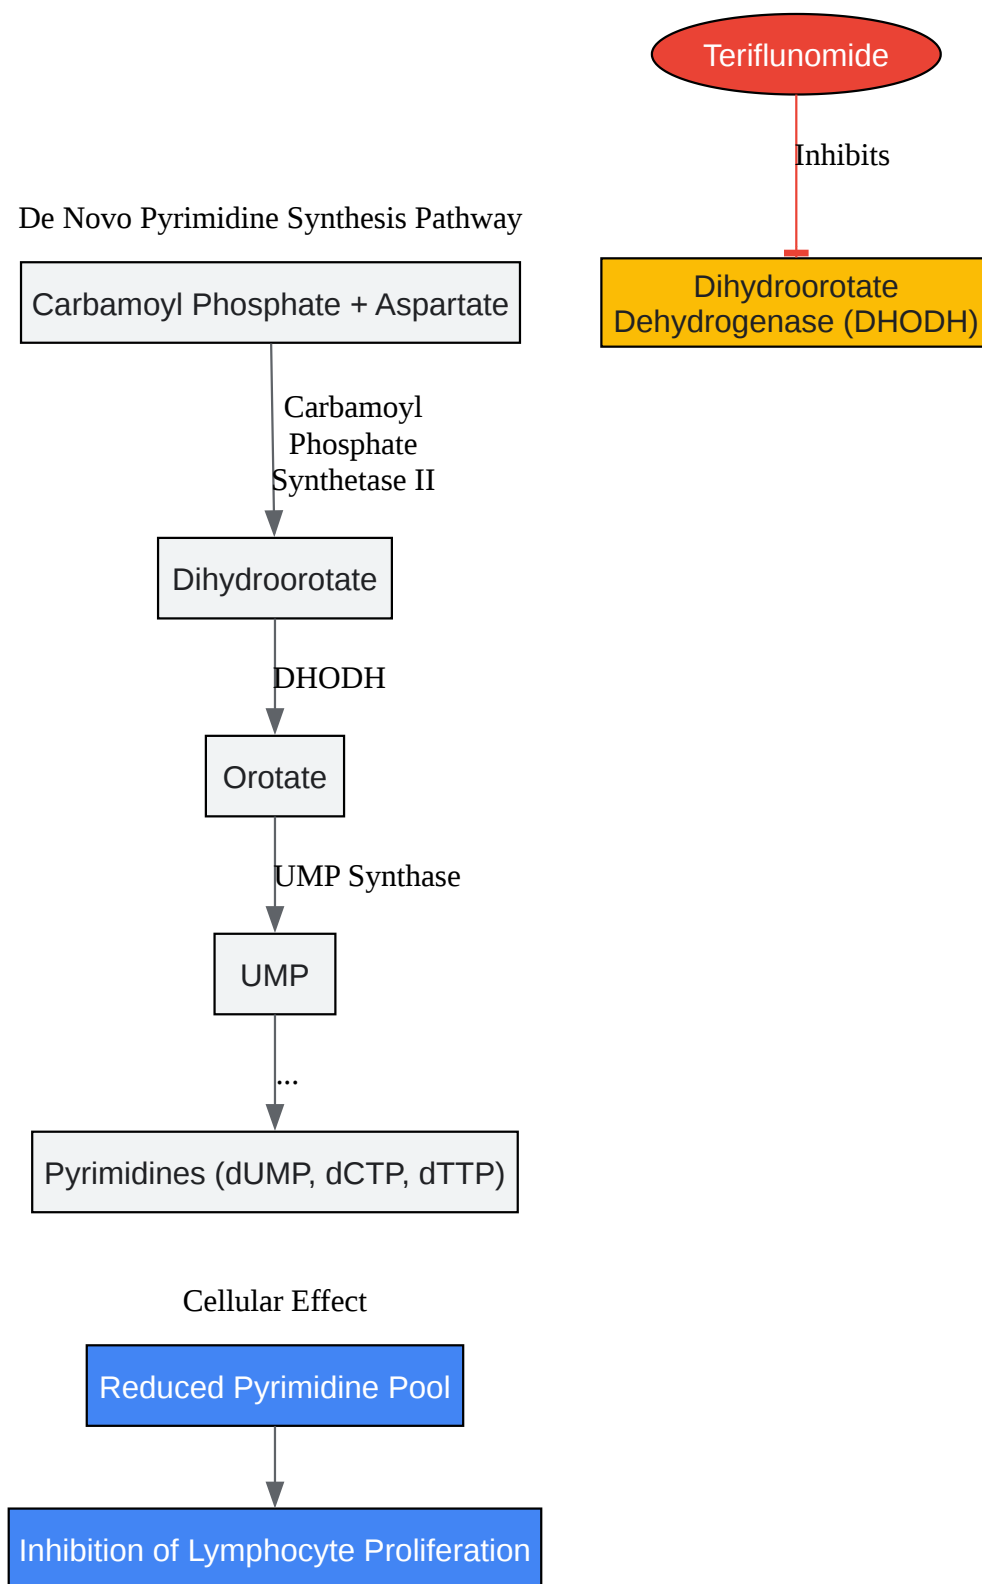 Teriflunomide
Inhibits
Dihydroorotate
Dehydrogenase (DHODH)
De Novo Pyrimidine Synthesis Pathway
Carbamoyl Phosphate + Aspartate
Carbamoyl
Phosphate
Synthetase II
Dihydroorotate
DHODH
Orotate
UMP Synthase
UMP
...
Pyrimidines (dUMP, dCTP, dTTP)
Cellular Effect
Reduced Pyrimidine Pool
Inhibition of Lymphocyte Proliferation